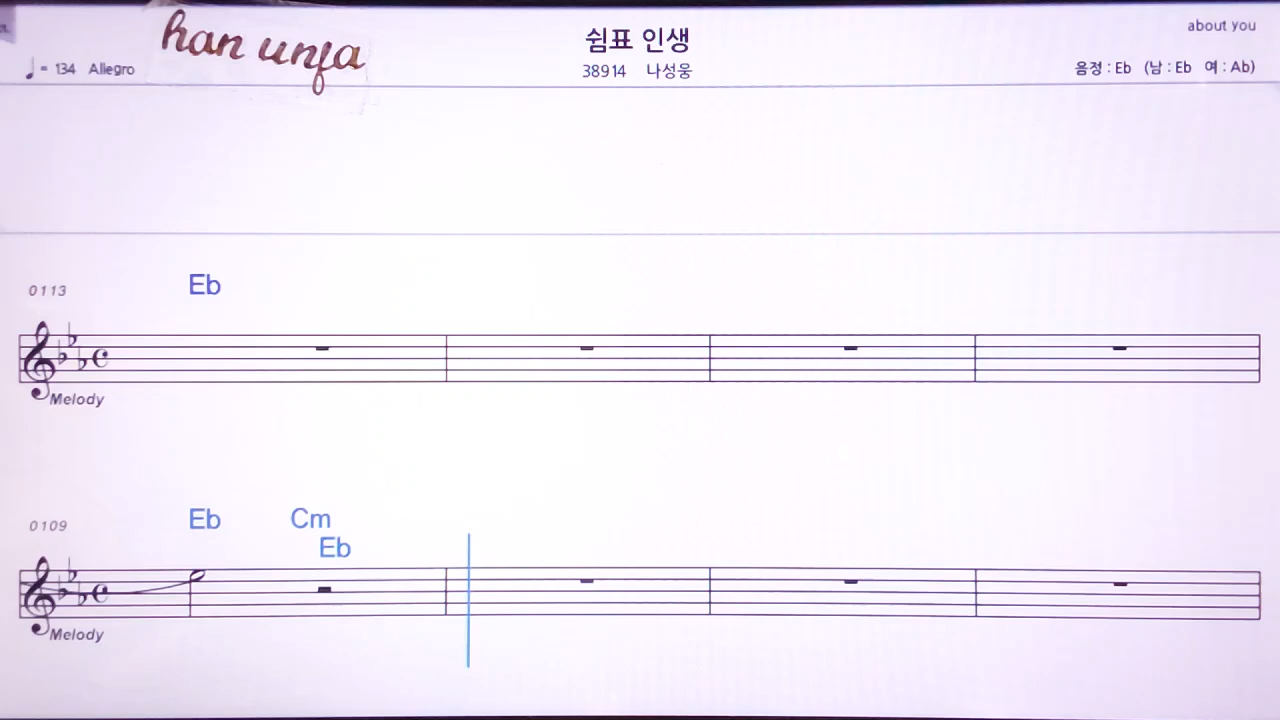 han unfa
쉼표 인생
about you
♩ = 134 Allegro
38914 나성웅
음정 : Eb (남 : Eb 여 : Ab)
0113
Eb
Melody
0109
Eb Cm
Eb
Melody